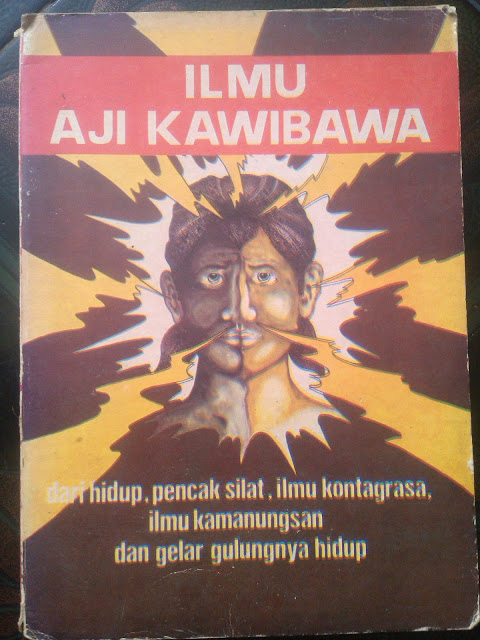 ILMU
AJI KAWIBAWA
dari hidup, pencak silat, ilmu kontagrasa,
ilmu kamanungsan
dan gelar gulungnya hidup